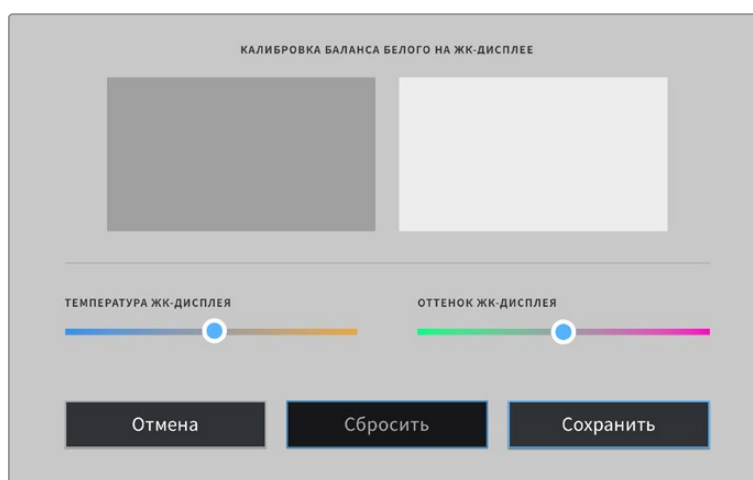 КАЛИБРОВКА БАЛАНСА БЕЛОГО НА ЖК-ДИСПЛЕЕ
ТЕМПЕРАТУРА ЖК-ДИСПЛЕЯ
ОТТЕНОК ЖК-ДИСПЛЕЯ
Отмена
Сбросить
Сохранить